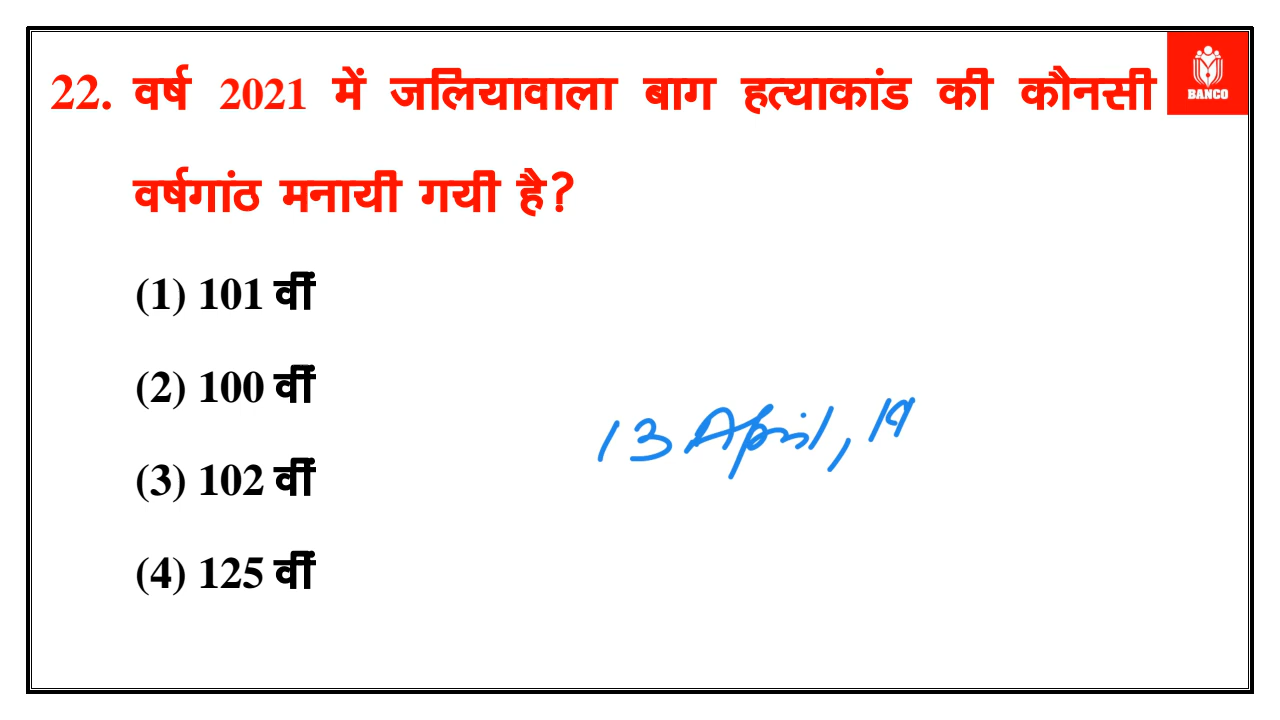 22. वर्ष 2021 में जलियावाला बाग हत्याकांड की कौनसी
BANCO
वर्षगांठ मनायी गयी है?
(1) 101 वीं
(2) 100 वीं
13 April, 19
(3) 102 वीं
(4) 125 वीं